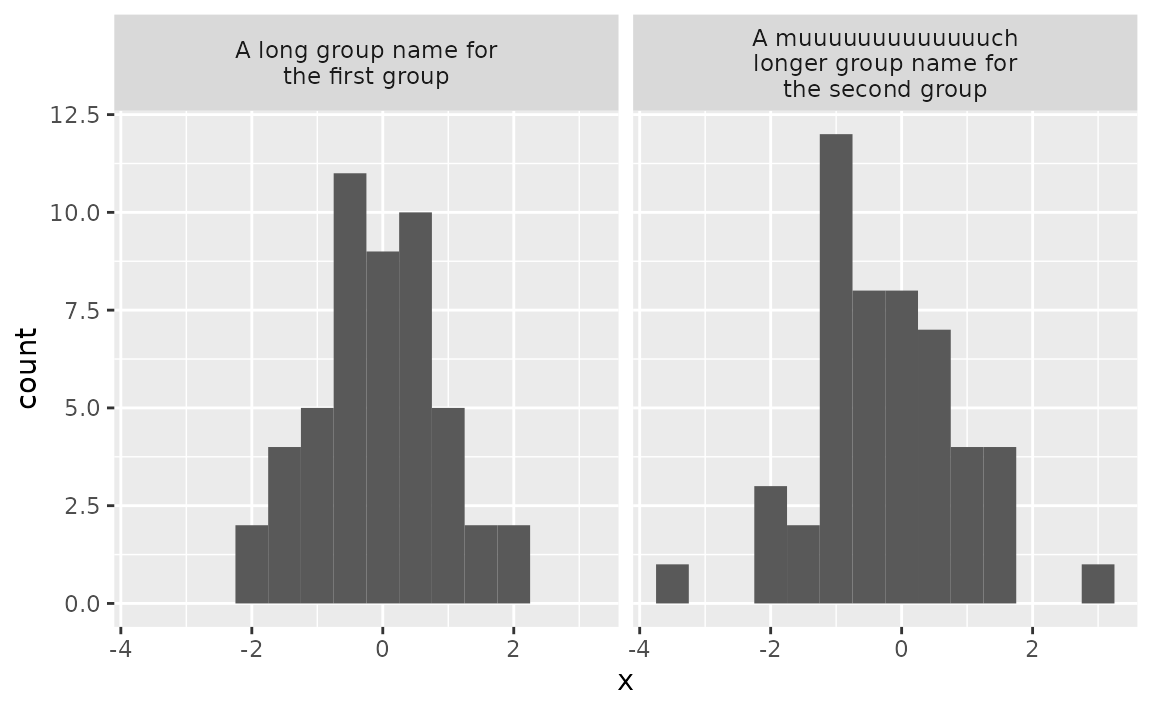 A long group name for
the first group
A muuuuuuuuuuuuuch
longer group name for
the second group
12.5
10.0
7.5
5.0
2.5
0.0
count
-4
-2
0
2
-4
-2
0
2
x